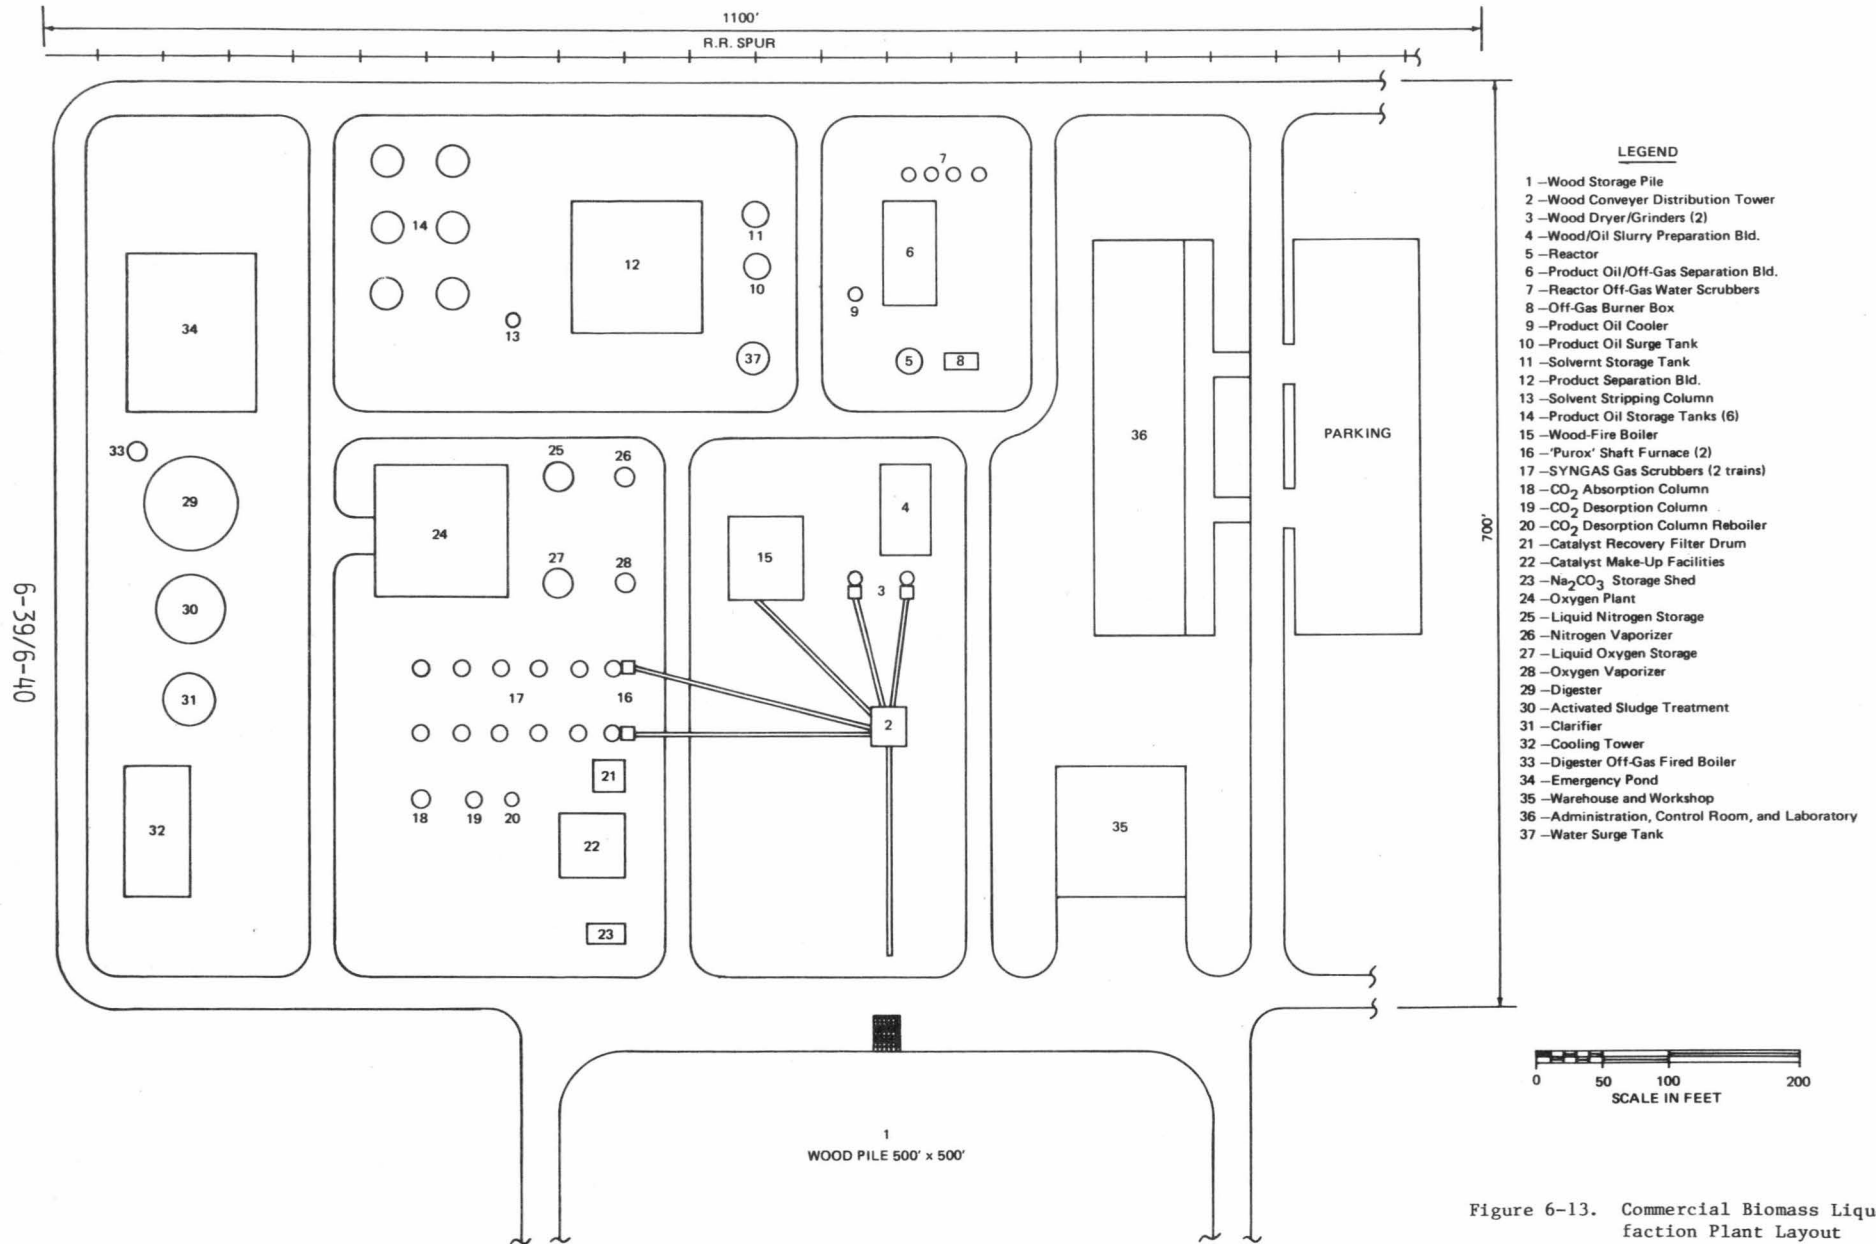 1100'
R.R. SPUR
7
14
11
12
6
10
9
34
13
37
5
8
36
PARKING
33
25
26
29
24
4
700'
15
27
28
3
30
17
16
31
2
21
18
19
20
32
22
35
23
1
WOOD PILE 500' x 500'
LEGEND
1 —Wood Storage Pile
2 —Wood Conveyer Distribution Tower
3 —Wood Dryer/Grinders (2)
4 —Wood/Oil Slurry Preparation Bld.
5 —Reactor
6 —Product Oil/Off-Gas Separation Bld.
7 —Reactor Off-Gas Water Scrubbers
8 —Off-Gas Burner Box
9 —Product Oil Cooler
10 —Product Oil Surge Tank
11 —Solvernt Storage Tank
12 —Product Separation Bld.
13 —Solvent Stripping Column
14 —Product Oil Storage Tanks (6)
15 —Wood-Fire Boiler
16 —'Purox' Shaft Furnace (2)
17 —SYNGAS Gas Scrubbers (2 trains)
18 —CO2 Absorption Column
19 —CO2 Desorption Column
20 —CO2 Desorption Column Reboiler
21 —Catalyst Recovery Filter Drum
22 —Catalyst Make-Up Facilities
23 —Na2CO3 Storage Shed
24 —Oxygen Plant
25 —Liquid Nitrogen Storage
26 —Nitrogen Vaporizer
27 —Liquid Oxygen Storage
28 —Oxygen Vaporizer
29 —Digester
30 —Activated Sludge Treatment
31 —Clarifier
32 —Cooling Tower
33 —Digester Off-Gas Fired Boiler
34 —Emergency Pond
35 —Warehouse and Workshop
36 —Administration, Control Room, and Laboratory
37 —Water Surge Tank
0 50 100 200
SCALE IN FEET
Figure 6-13. Commercial Biomass Liqu
faction Plant Layout
6-39/6-40